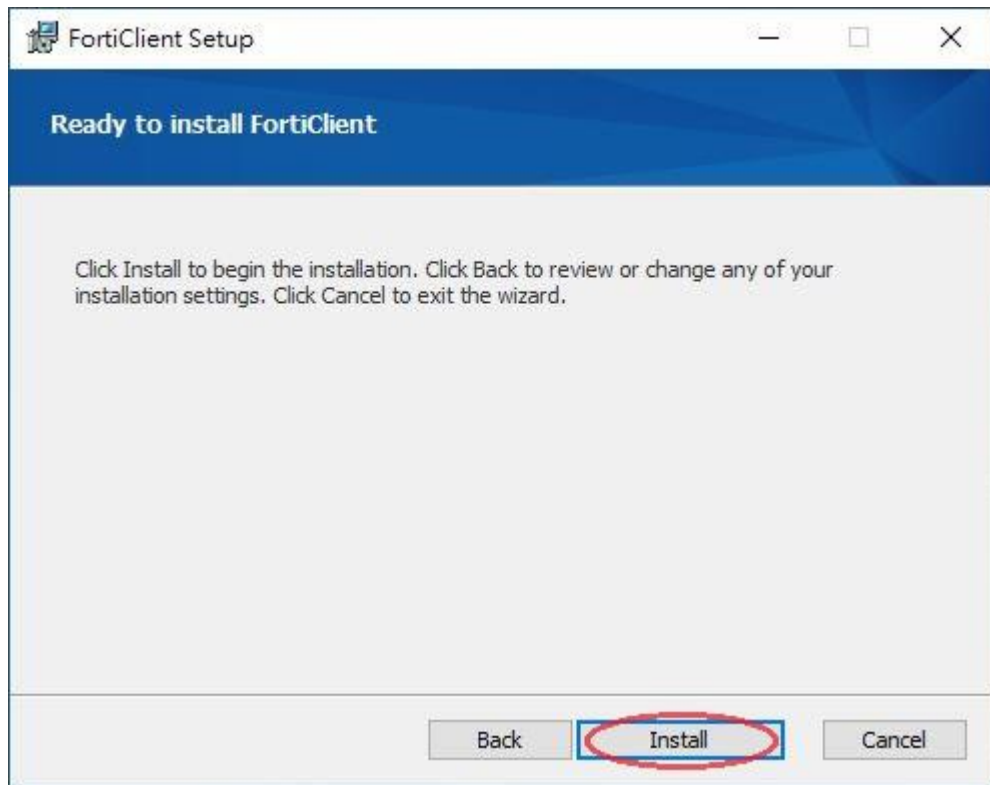 FortiClient Setup
Ready to install FortiClient
Click Install to begin the installation. Click Back to review or change any of your
installation settings. Click Cancel to exit the wizard.
Back
Install
Cancel